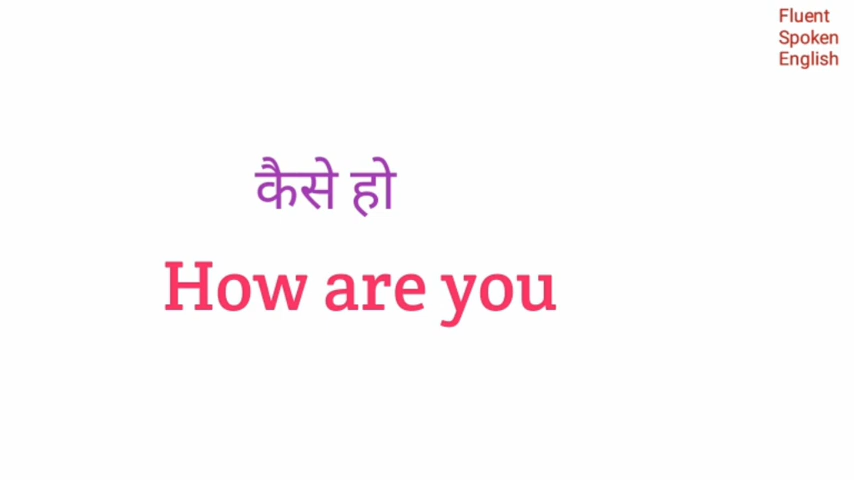 Fluent
Spoken
English
कैसे हो
How are you